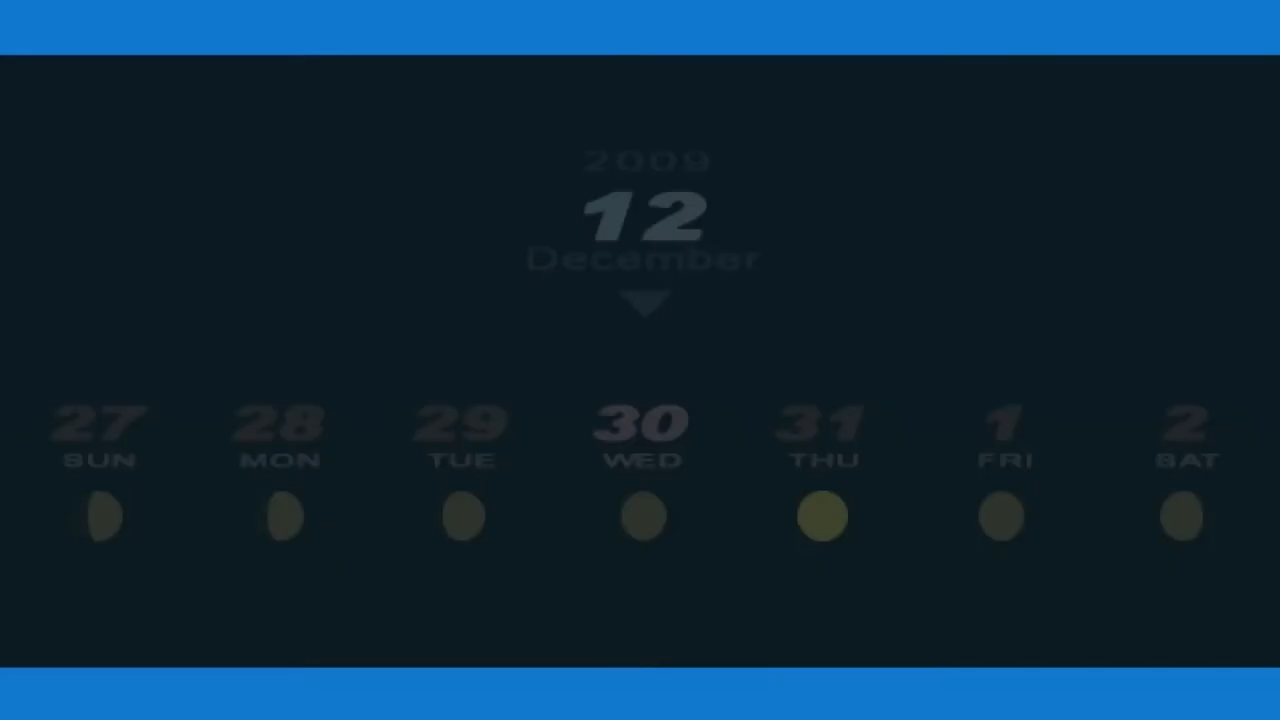 2009
12
December
27 28 29 30 31 1 2
SUN MON TUE WED THU FRI SAT